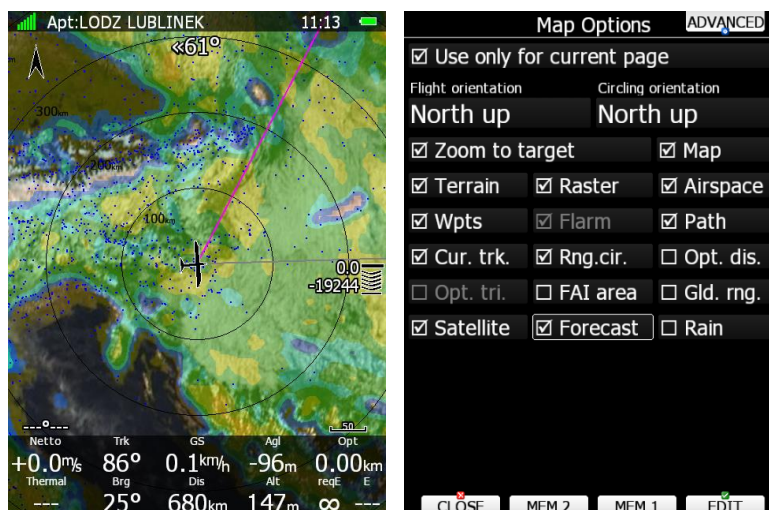 Apt:LODZ LUBLINEK 11:13
«61°
300km
200km
100km
0.0
-19244
50
---°---
Netto Trk GS Agl Opt
+0.0m/s 86° 0.1km/h -96m 0.00km
Thermal Brg Dis Alt reqE E
--- 25° 680km 147m ∞ ---
Map Options ADVANCED
Use only for current page
Flight orientation Circling orientation
North up North up
Zoom to target Map
Terrain Raster Airspace
Wpts Flarm Path
Cur. trk. Rng.cir. Opt. dis.
Opt. tri. FAI area Gld. rng.
Satellite Forecast Rain
CLOSE MEM 2 MEM 1 EDIT